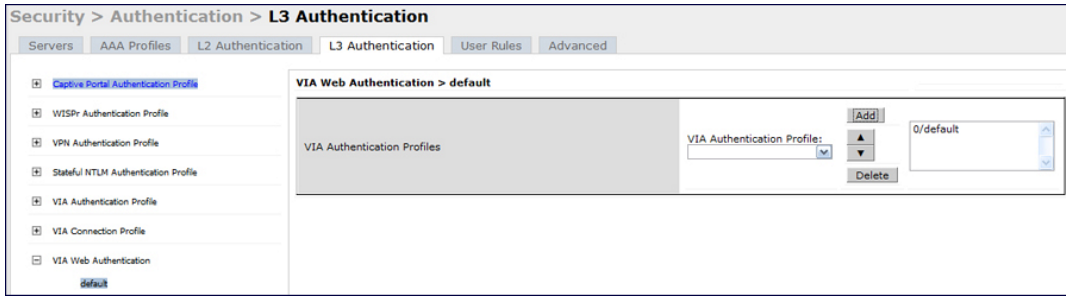 Security > Authentication > L3 Authentication
Servers AAA Profiles L2 Authentication L3 Authentication User Rules Advanced
Captive Portal Authentication Profile
WISPr Authentication Profile
VPN Authentication Profile
Stateful NTLM Authentication Profile
VIA Authentication Profile
VIA Connection Profile
VIA Web Authentication
default
VIA Web Authentication > default
VIA Authentication Profiles
VIA Authentication Profile:
Add
Delete
0/default